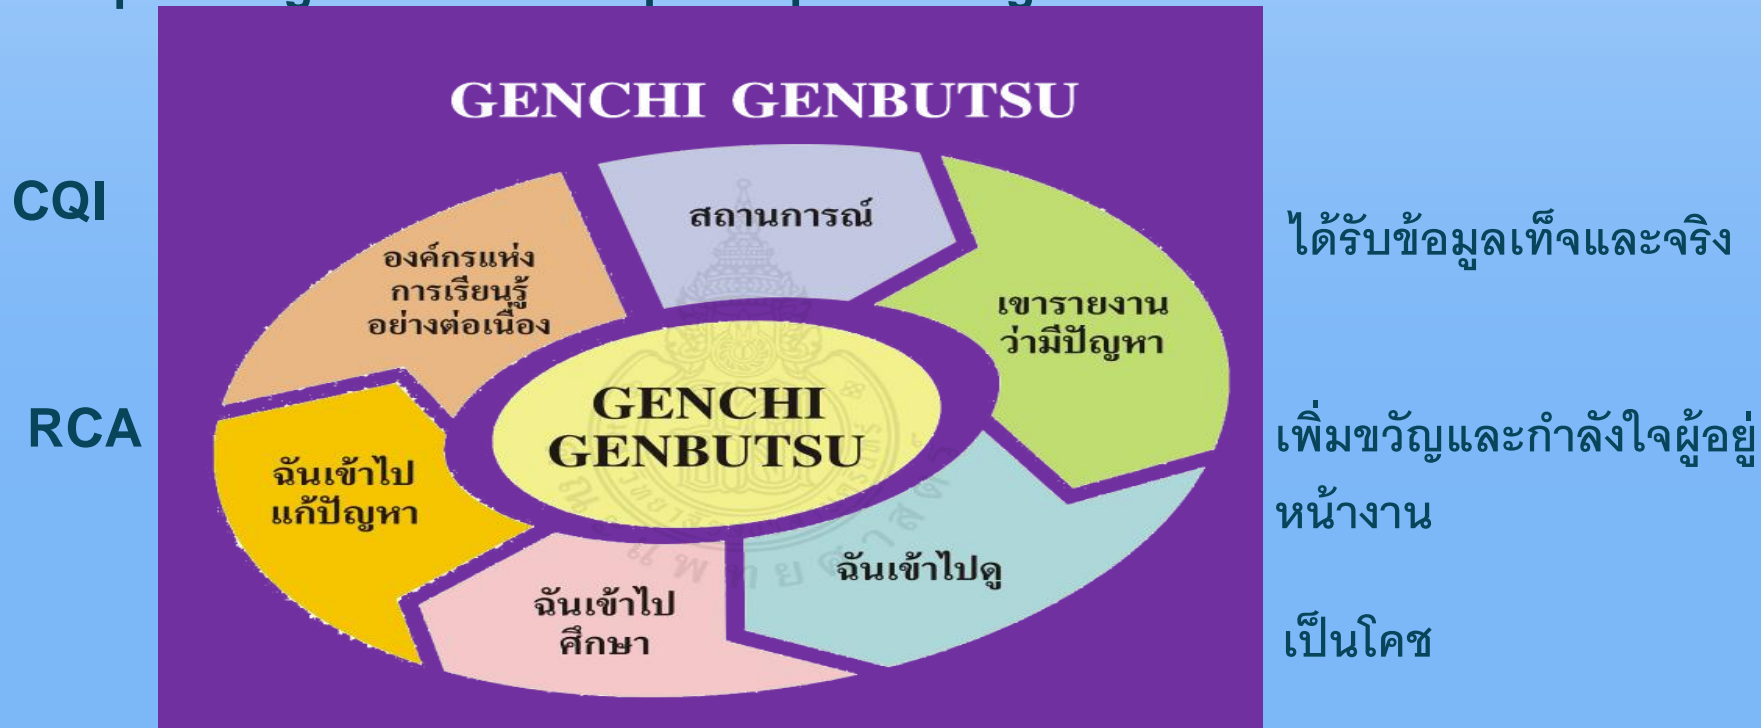 GENCHI GENBUTSU
CQI
RCA
สถานการณ์
เขารายงาน
ว่ามีปัญหา
ฉันเข้าไปดู
ฉันเข้าไป
ศึกษา
ฉันเข้าไป
แก้ปัญหา
องค์กรแห่ง
การเรียนรู้
อย่างต่อเนื่อง
GENCHI
GENBUTSU
ได้รับข้อมูลเท็จและจริง
เพิ่มขวัญและกำลังใจผู้อยู่
หน้างาน
เป็นโคช